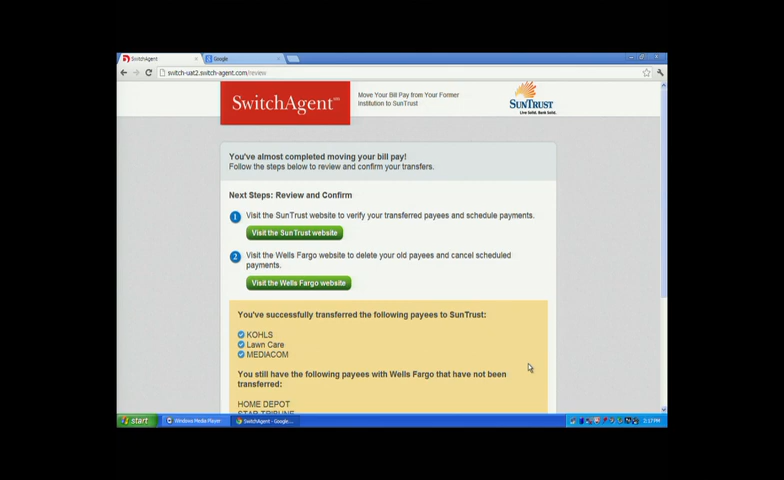 SwitchAgent
Google
switch-uat2.switch-agent.com/review
SwitchAgent
Move Your Bill Pay from Your Former
Institution to SunTrust
SUNTRUST
Live Solid. Bank Solid.
You've almost completed moving your bill pay!
Follow the steps below to review and confirm your transfers.
Next Steps: Review and Confirm
1 Visit the SunTrust website to verify your transferred payees and schedule payments.
Visit the SunTrust website
2 Visit the Wells Fargo website to delete your old payees and cancel scheduled
payments.
Visit the Wells Fargo website
You've successfully transferred the following payees to SunTrust:
KOHLS
Lawn Care
MEDIACOM
You still have the following payees with Wells Fargo that have not been
transferred:
HOME DEPOT
STAR TRIBUNE
start
Windows Media Player
SwitchAgent - Google...
3:17 PM